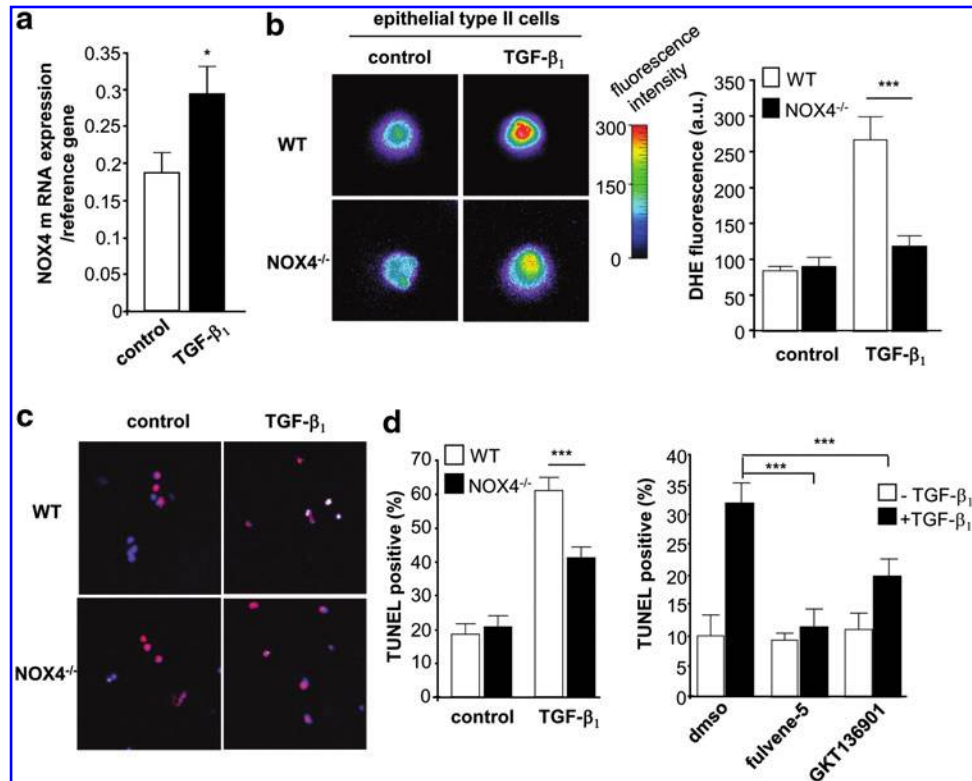 a
NOX4 m RNA expression
/reference gene
0.35
0.3
0.25
0.2
0.15
0.1
0.05
0
*
control
TGF-β1
b
epithelial type II cells
control
TGF-β1
WT
NOX4-/-
fluorescence
intensity
300
150
0
DHE fluorescence (a.u.)
350
300
250
200
150
100
50
0
WT
NOX4-/-
***
control
TGF-β1
c
control
TGF-β1
WT
NOX4-/-
d
TUNEL positive (%)
70
60
50
40
30
20
10
0
WT
NOX4-/-
***
control
TGF-β1
TUNEL positive (%)
40
35
30
25
20
15
10
5
0
***
***
- TGF-β1
+TGF-β1
dmso
fulvene-5
GKT136901